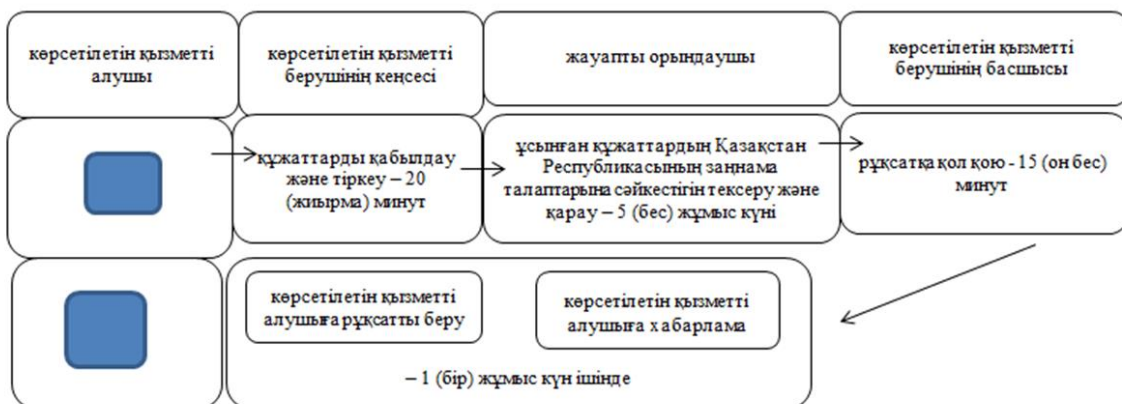 көрсетілетін қызметті
алушы
көрсетілетін қызметті
берушінің кеңсесі
жауапты орындаушы
көрсетілетін қызметті
берушінің басшысы
құжаттарды қабылдау
және тіркеу – 20
(жиырма) минут
ұсынған құжаттардың Қазақстан
Республикасының заңнама
талаптарына сәйкестігін тексеру және
қарау – 5 (бес) жұмыс күні
рұқсатқа қол қою - 15 (он бес)
минут
көрсетілетін қызметті
алушыға рұқсатты беру
көрсетілетін қызметті
алушыға хабарлама
– 1 (бір) жұмыс күн ішінде